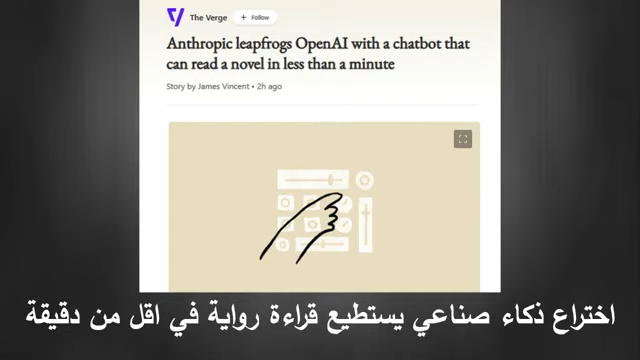 The Verge
+ Follow
Anthropic leapfrogs OpenAI with a chatbot that
can read a novel in less than a minute
Story by James Vincent • 2h ago
اختراع ذكاء صناعي يستطيع قراءة رواية في اقل من دقيقة